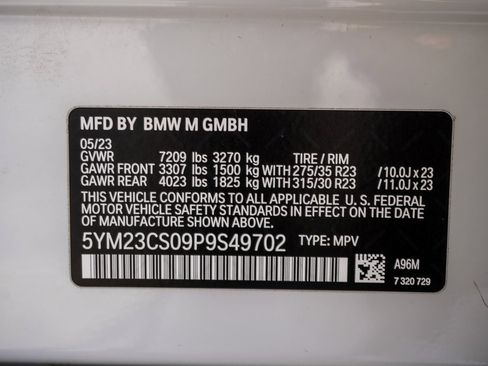 MFD BY BMW M GMBH
05/23
GVWR 7209 lbs 3270 kg TIRE / RIM
GAWR FRONT 3307 lbs 1500 kg WITH 275/35 R23 /10.0J x 23
GAWR REAR 4023 lbs 1825 kg WITH 315/30 R23 /11.0J x 23
THIS VEHICLE CONFORMS TO ALL APPLICABLE U. S. FEDERAL
MOTOR VEHICLE SAFETY STANDARDS IN EFFECT ON THE DATE
OF MANUFACTURE SHOWN ABOVE.
5YM23CS09P9S49702 TYPE: MPV
A96M
7 320 729